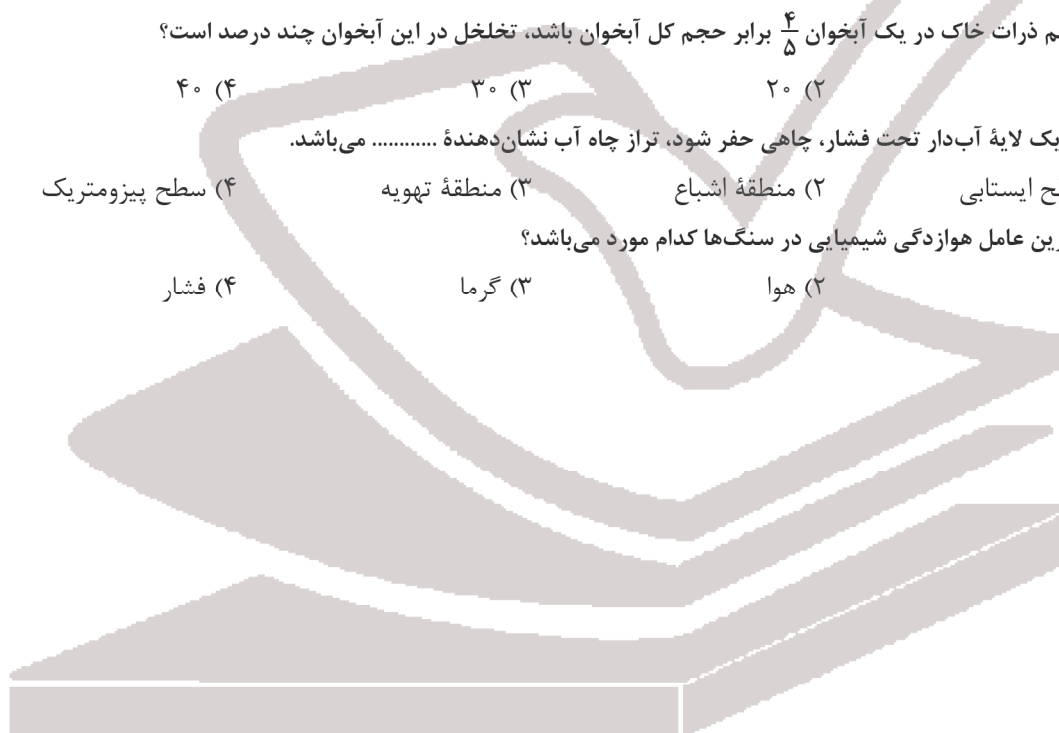 م ذرات خاک در یک آبخوان ۴/۵ برابر حجم کل آبخوان باشد، تخلخل در این آبخوان چند درصد است؟
۲) ۲۰ ۳) ۳۰ ۴) ۴۰
یک لایهٔ آب‌دار تحت فشار، چاهی حفر شود، تراز چاه آب نشان‌دهندهٔ ............ می‌باشد.
ح ایستابی ۲) منطقهٔ اشباع ۳) منطقهٔ تهویه ۴) سطح پیزومتریک
رین عامل هوازدگی شیمیایی در سنگ‌ها کدام مورد می‌باشد؟
۲) هوا ۳) گرما ۴) فشار